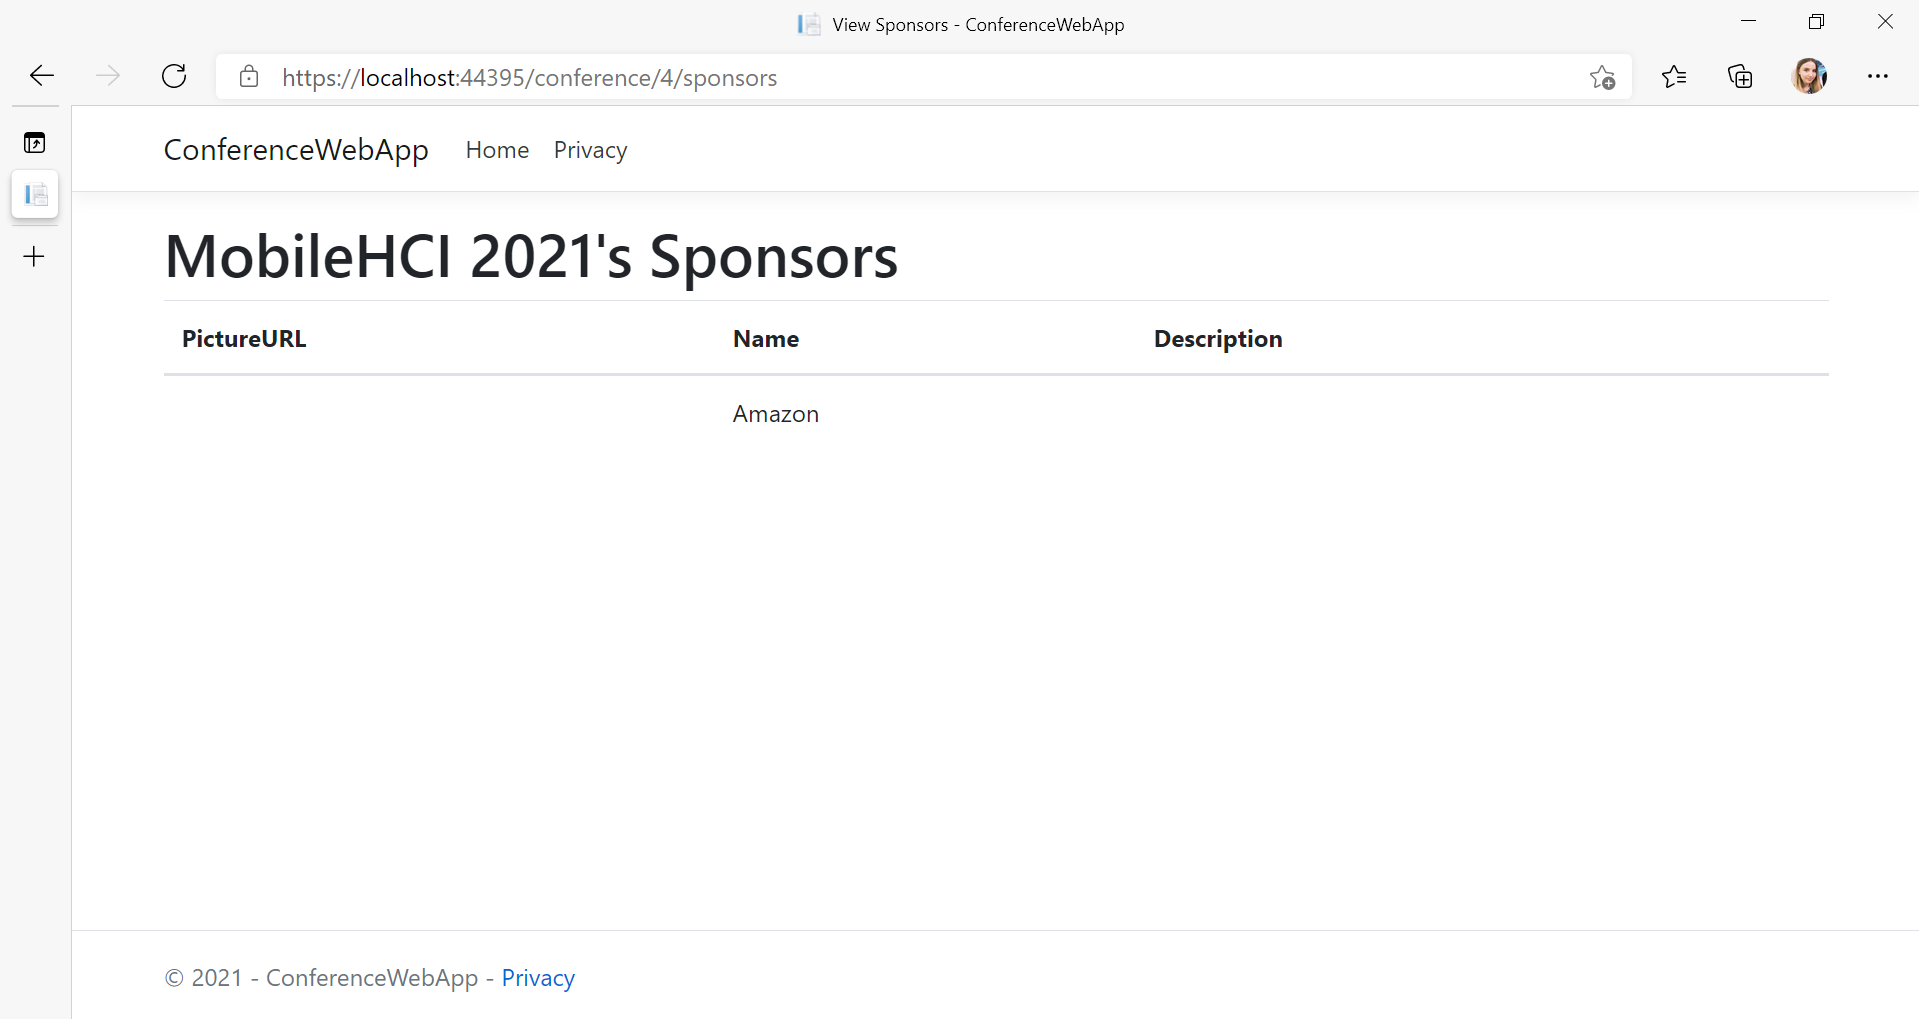 View Sponsors - ConferenceWebApp
https://localhost:44395/conference/4/sponsors
ConferenceWebApp Home Privacy
MobileHCI 2021's Sponsors
PictureURL Name Description
Amazon
© 2021 - ConferenceWebApp - Privacy